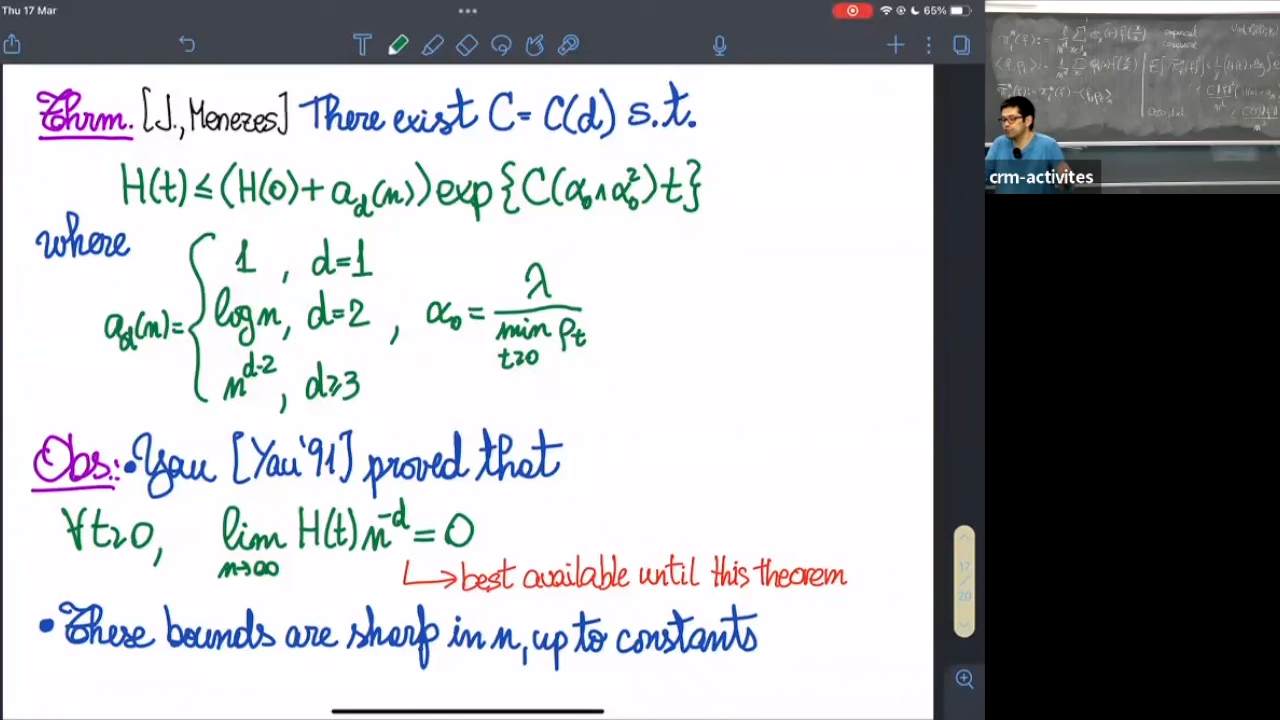 Thu 17 Mar
65%
Thrm. [J., Menezes] There exist C = C(d) s.t.
H(t) ≤ (H(0) + a_d(n)) exp{C(α_0 ∧ α_0^2) t}
where
a_d(n) = { 1, d=1
log n, d=2 , α_0 = λ / min_{t≥0} ρ_t
n^{d-2}, d≥3
Obs.: • Yau [Yau '91] proved that
∀t≥0, lim_{n→∞} H(t) n^{-d} = 0
↳ best available until this theorem
• These bounds are sharp in n, up to constants
12
/
20
crm-activites